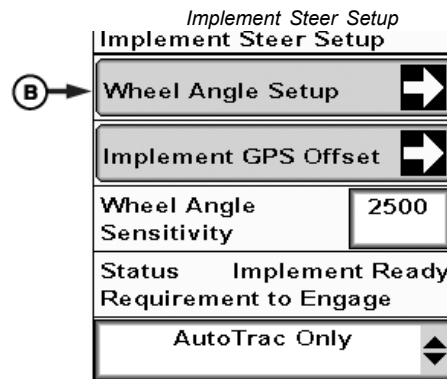 Implement Steer Setup
Implement Steer Setup
B
Wheel Angle Setup
Implement GPS Offset
Wheel Angle 2500
Sensitivity
Status Implement Ready
Requirement to Engage
AutoTrac Only